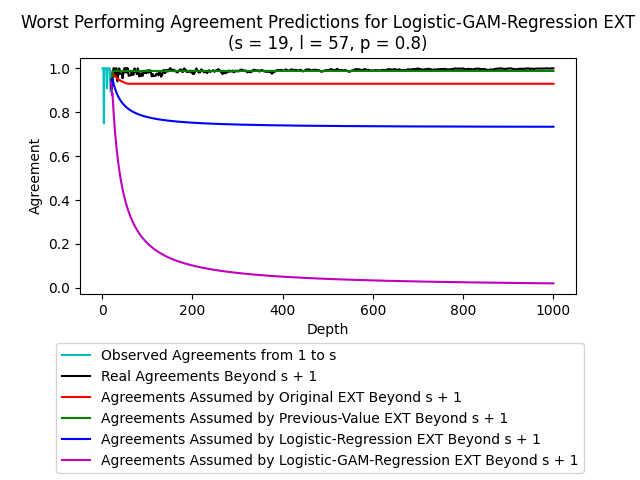 Worst Performing Agreement Predictions for Logistic-GAM-Regression EXT
(s = 19, l = 57, p = 0.8)
1.0
0.8
0.6
0.4
0.2
0.0
Agreement
0 200 400 600 800 1000
Depth
Observed Agreements from 1 to s
Real Agreements Beyond s + 1
Agreements Assumed by Original EXT Beyond s + 1
Agreements Assumed by Previous-Value EXT Beyond s + 1
Agreements Assumed by Logistic-Regression EXT Beyond s + 1
Agreements Assumed by Logistic-GAM-Regression EXT Beyond s + 1